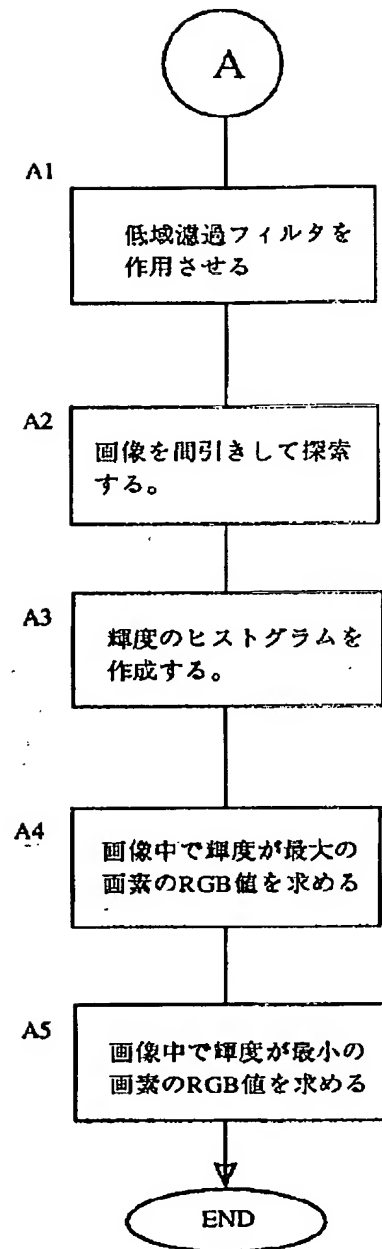 A
A1
低域濾過フィルタを
作用させる
A2
画像を間引きして探索
する。
A3
輝度のヒストグラムを
作成する。
A4
画像中で輝度が最大の
画素のRGB値を求める
A5
画像中で輝度が最小の
画素のRGB値を求める
END